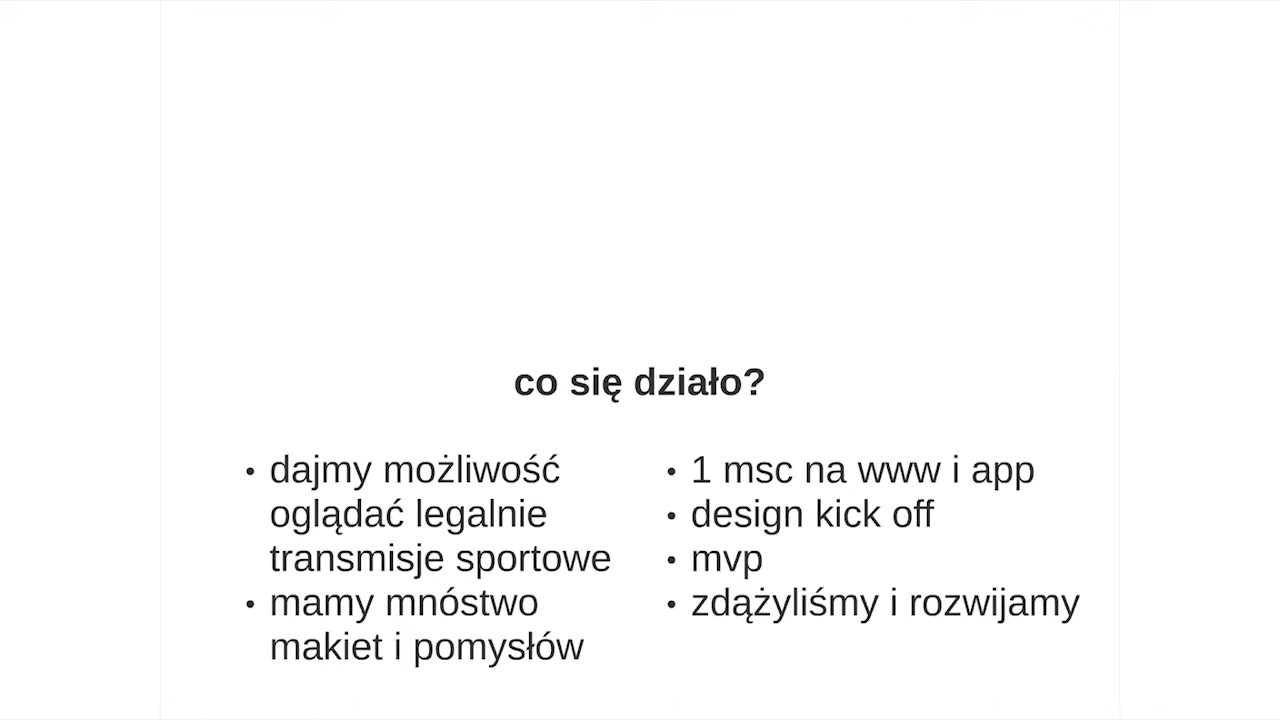 co się działo?
• dajmy możliwość
oglądać legalnie
transmisje sportowe
• mamy mnóstwo
makiet i pomysłów
• 1 msc na www i app
• design kick off
• mvp
• zdążyliśmy i rozwijamy